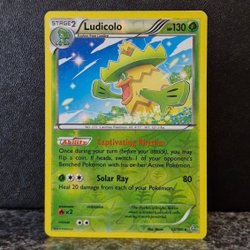 STAGE2
Ludicolo
HP130
Ability
Captivating Rhythm
Once during your turn (before your attack), you may
flip a coin. If heads, switch 1 of your opponent's
Benched Pokémon with his or her Active Pokémon.
Solar Ray
80
Heal 20 damage from each of your Pokémon.
×2